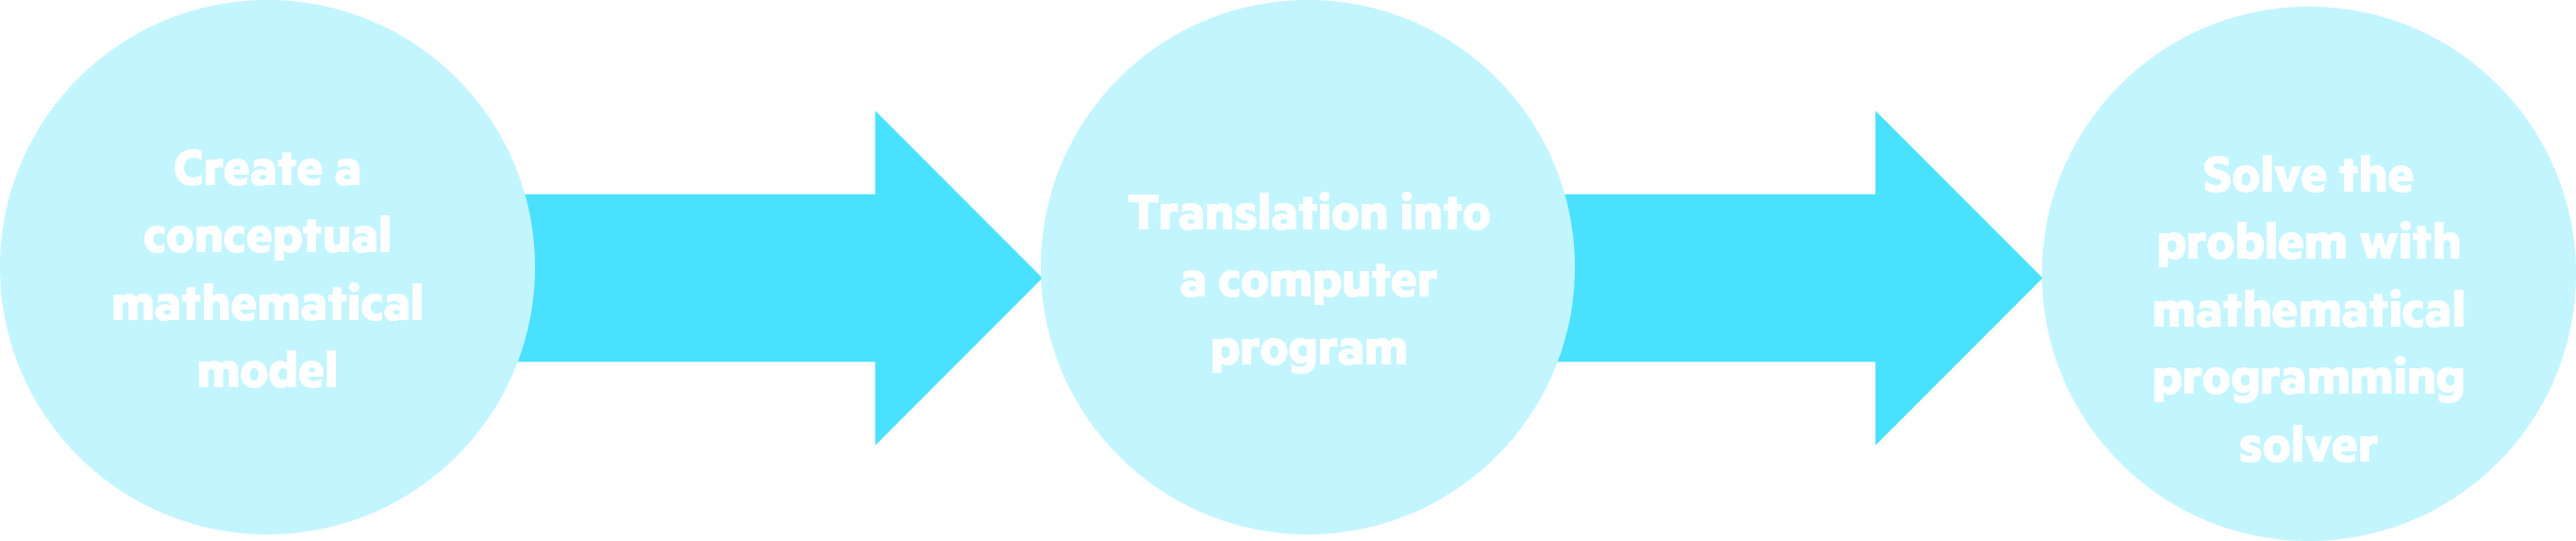 Create a
conceptual
mathematical
model
Translation into
a computer
program
Solve the
problem with
mathematical
programming
solver